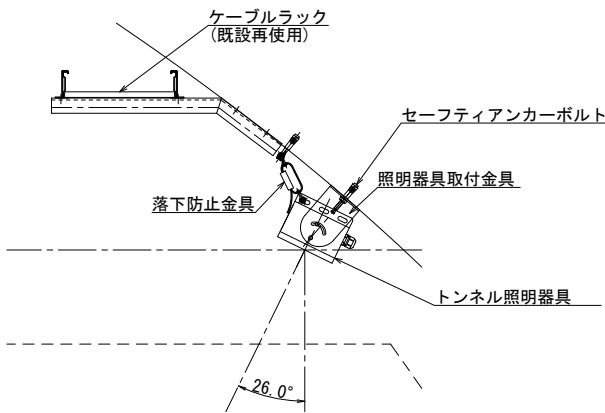 ケーブルラック
(既設再使用)
セーフティアンカーボルト
照明器具取付金具
落下防止金具
トンネル照明器具
26.0°